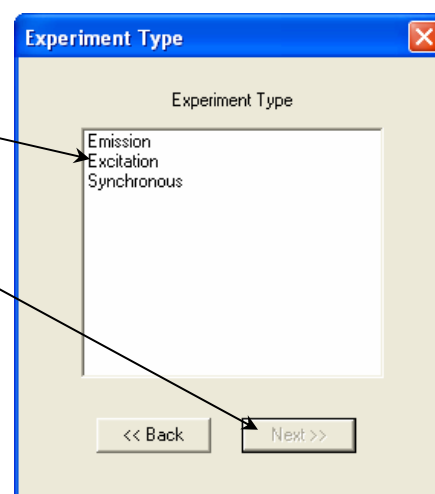 Experiment Type
Experiment Type
Emission
Excitation
Synchronous
<< Back
Next >>